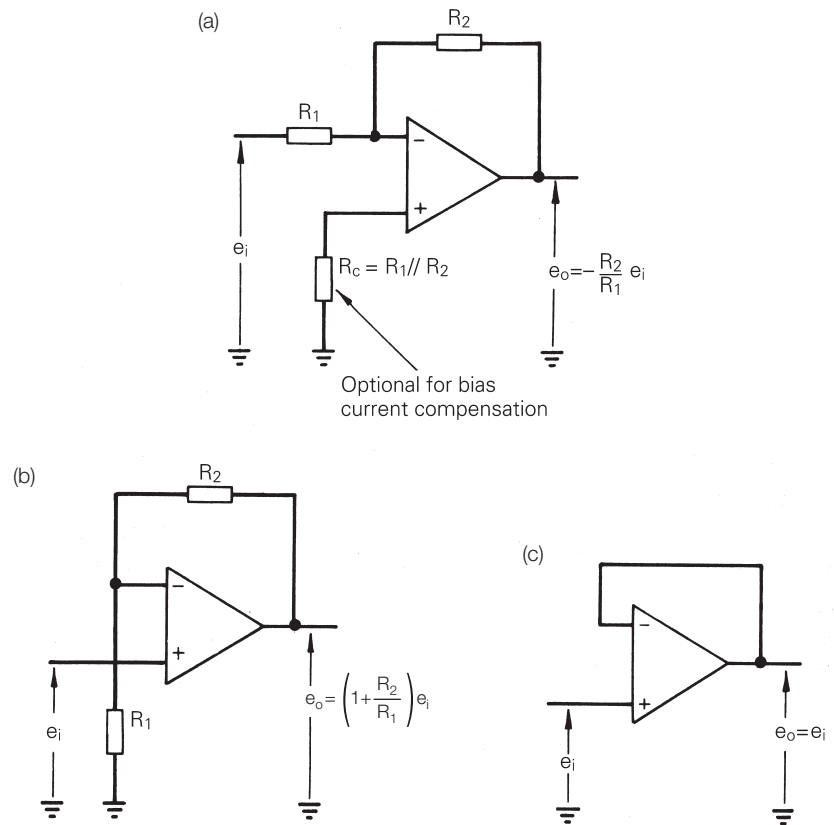 (a)
R2
R1
−
+
ei
Rc = R1// R2
eo=− R2/R1 ei
Optional for bias
current compensation
(b)
R2
−
+
R1
ei
eo= (1+ R2/R1) ei
(c)
−
+
ei
eo=ei